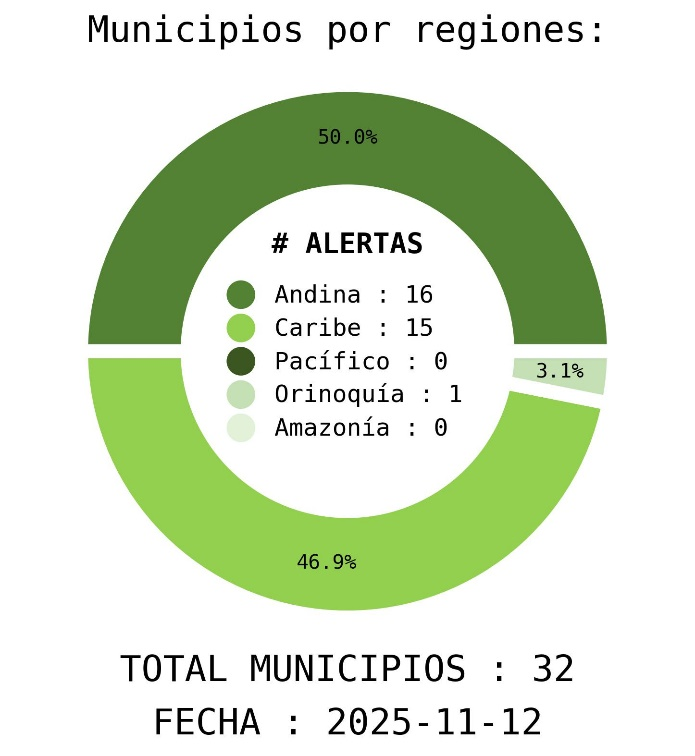 Municipios por regiones:
50.0%
# ALERTAS
Andina : 16
Caribe : 15
Pacífico : 0
Orinoquía : 1
Amazonía : 0
3.1%
46.9%
TOTAL MUNICIPIOS : 32
FECHA : 2025-11-12